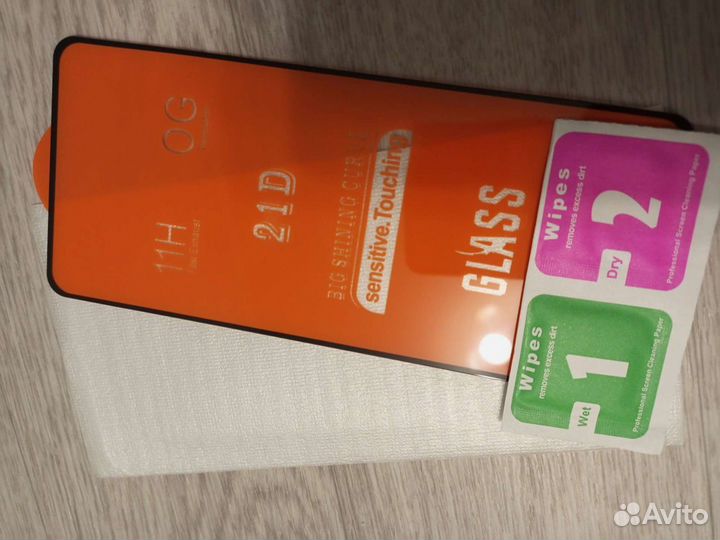 OG
11H
21D
BIG SHINING CURVE
sensitive.Touching
GLASS
Wipes
removes excess dirt
2
Dry
Professional Screen Cleaning Paper
Wipes
removes excess dirt
1
Wet
Professional Screen Cleaning Paper
Avito